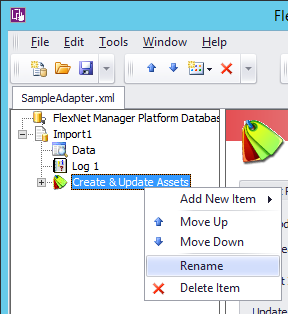 Fle
File Edit Tools Window Help
SampleAdapter.xml
FlexNet Manager Platform Databas
Import1
Data
Log 1
Create & Update Assets
Add New Item
Move Up
Move Down
Rename
Delete Item
Update